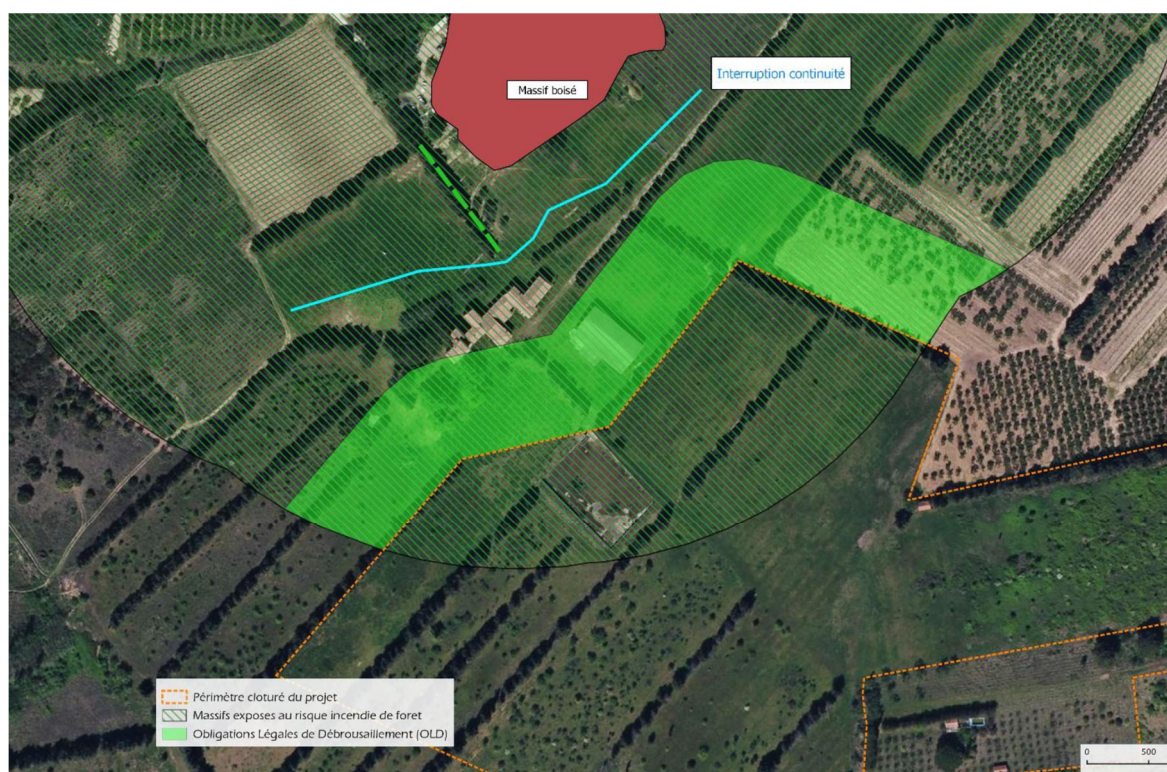 Interruption continuité
Massif boisé
Périmètre cloturé du projet
Massifs exposes au risque incendie de foret
Obligations Légales de Débrousaillement (OLD)
0 500